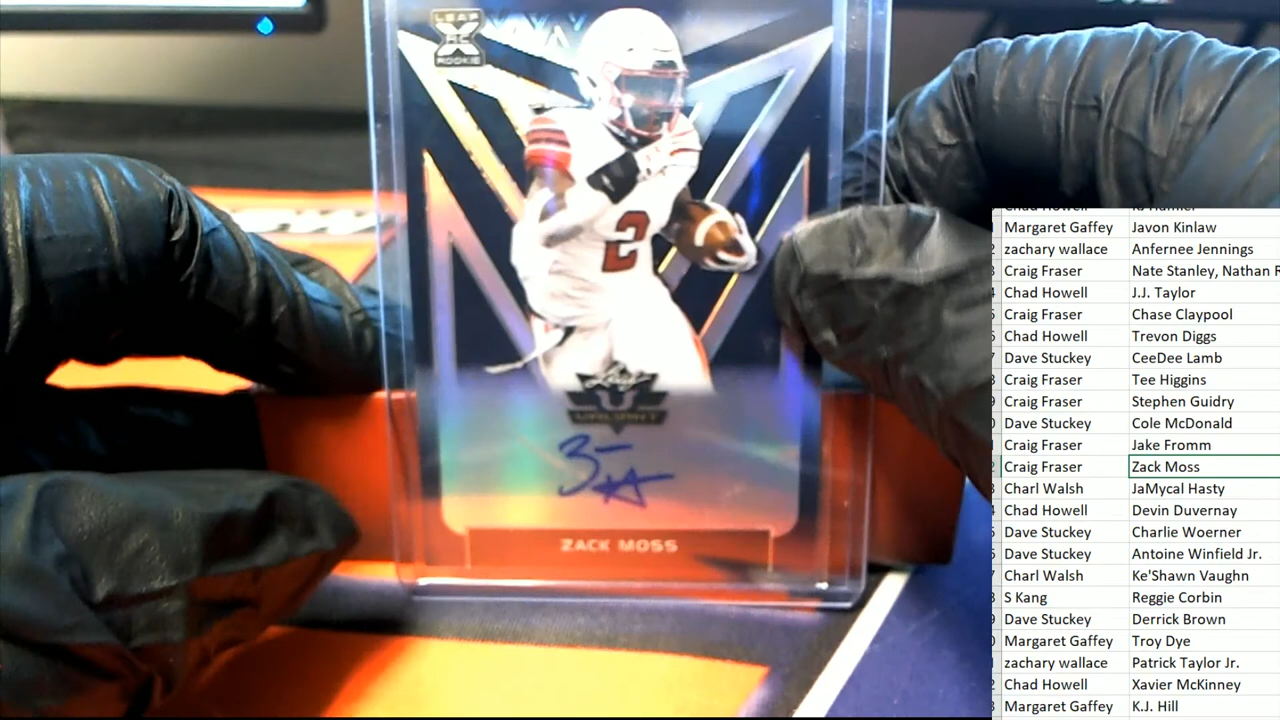 LEAF
X
RC
ROOKIE
2
Leaf
VALIANT
ZACK MOSS
Margaret Gaffey Javon Kinlaw
zachary wallace Anfernee Jennings
Craig Fraser Nate Stanley, Nathan R
Chad Howell J.J. Taylor
Craig Fraser Chase Claypool
Chad Howell Trevon Diggs
Dave Stuckey CeeDee Lamb
Craig Fraser Tee Higgins
Craig Fraser Stephen Guidry
Dave Stuckey Cole McDonald
Craig Fraser Jake Fromm
Craig Fraser Zack Moss
Charl Walsh JaMycal Hasty
Chad Howell Devin Duvernay
Dave Stuckey Charlie Woerner
Dave Stuckey Antoine Winfield Jr.
Charl Walsh Ke'Shawn Vaughn
S Kang Reggie Corbin
Dave Stuckey Derrick Brown
Margaret Gaffey Troy Dye
zachary wallace Patrick Taylor Jr.
Chad Howell Xavier McKinney
Margaret Gaffey K.J. Hill